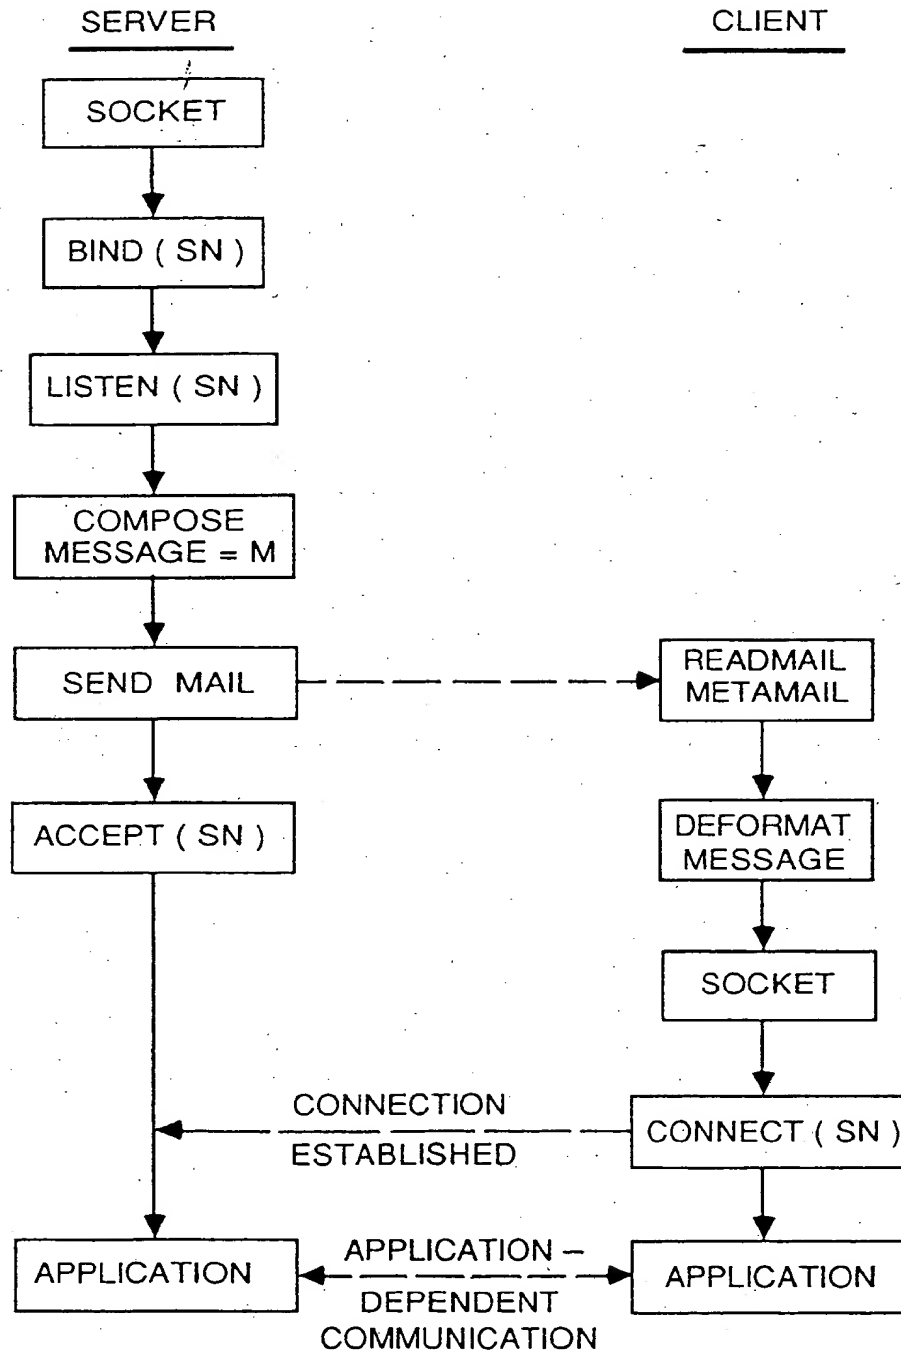 SERVER
CLIENT
SOCKET
BIND ( SN )
LISTEN ( SN )
COMPOSE
MESSAGE = M
SEND MAIL
READMAIL
METAMAIL
ACCEPT ( SN )
DEFORMAT
MESSAGE
SOCKET
CONNECTION
ESTABLISHED
CONNECT ( SN )
APPLICATION
APPLICATION –
DEPENDENT
COMMUNICATION
APPLICATION